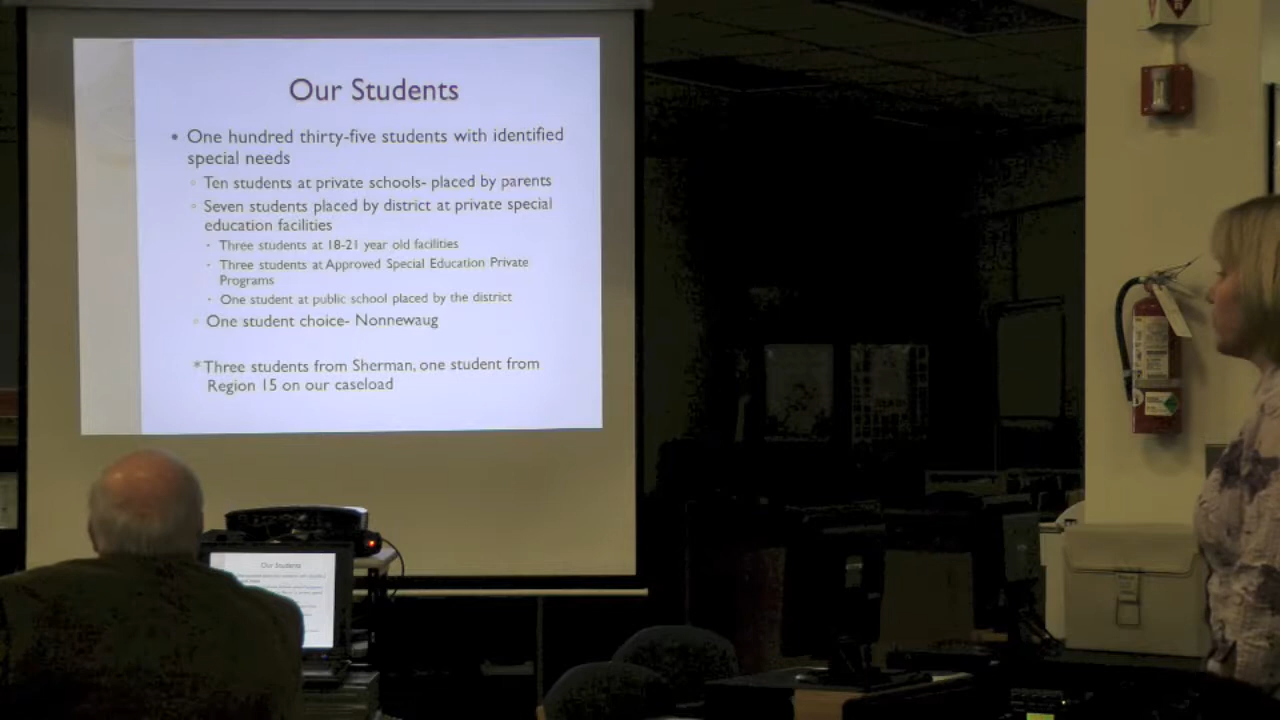 Our Students
• One hundred thirty-five students with identified
special needs
◦ Ten students at private schools- placed by parents
◦ Seven students placed by district at private special
education facilities
· Three students at 18-21 year old facilities
· Three students at Approved Special Education Private
Programs
· One student at public school placed by the district
◦ One student choice- Nonnewaug
*Three students from Sherman, one student from
Region 15 on our caseload
Our Students